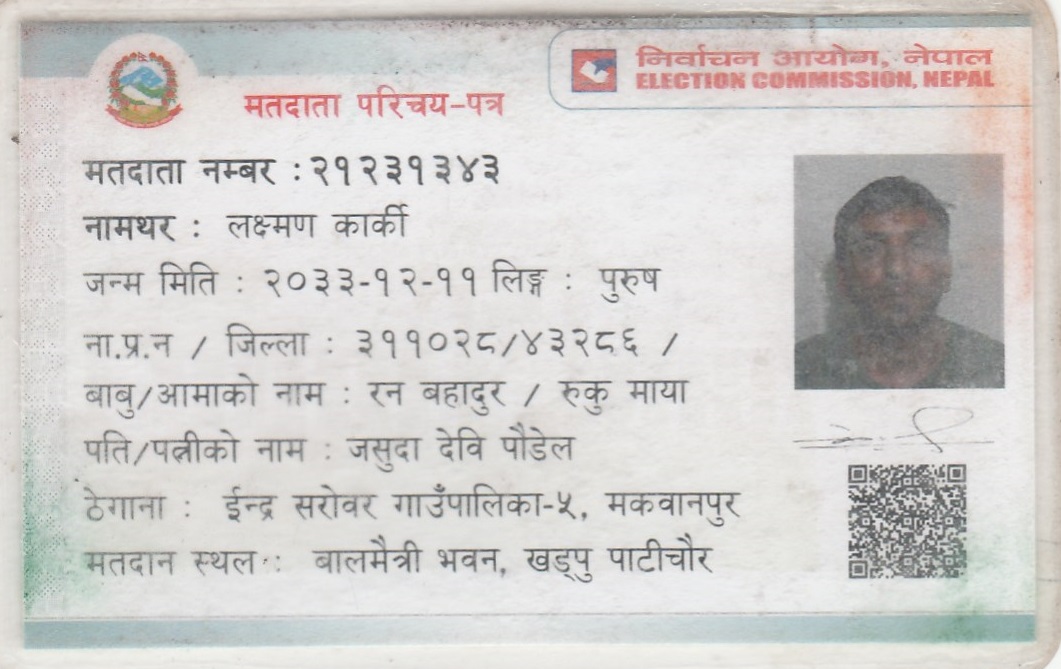 निर्वाचन आयोग, नेपाल
ELECTION COMMISSION, NEPAL
मतदाता परिचय-पत्र
मतदाता नम्बर : २१२३१३४३
नामथर : लक्ष्मण कार्की
जन्म मिति : २०३३-१२-११ लिङ्ग : पुरुष
ना.प्र.न / जिल्ला : ३११०२८/४३२८६ /
बाबु/आमाको नाम : रन बहादुर / रुकु माया
पति/पत्नीको नाम : जसुदा देवि पौडेल
ठेगाना : ईन्द्र सरोवर गाउँपालिका-५, मकवानपुर
मतदान स्थल : बालमैत्री भवन, खड्पु पाटीचौर